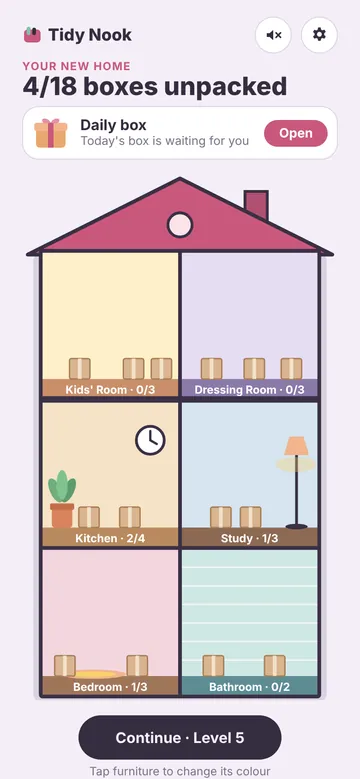 Tidy Nook
YOUR NEW HOME
4/18 boxes unpacked
Daily box
Today's box is waiting for you
Open
Kids' Room · 0/3
Dressing Room · 0/3
Kitchen · 2/4
Study · 1/3
Bedroom · 1/3
Bathroom · 0/2
Continue · Level 5
Tap furniture to change its colour